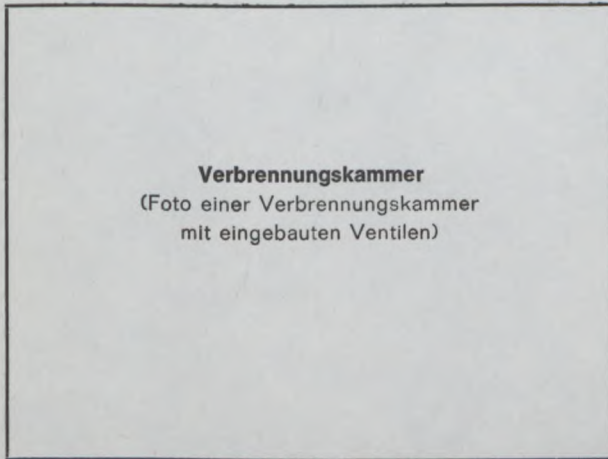 Verbrennungskammer
(Foto einer Verbrennungskammer
mit eingebauten Ventilen)